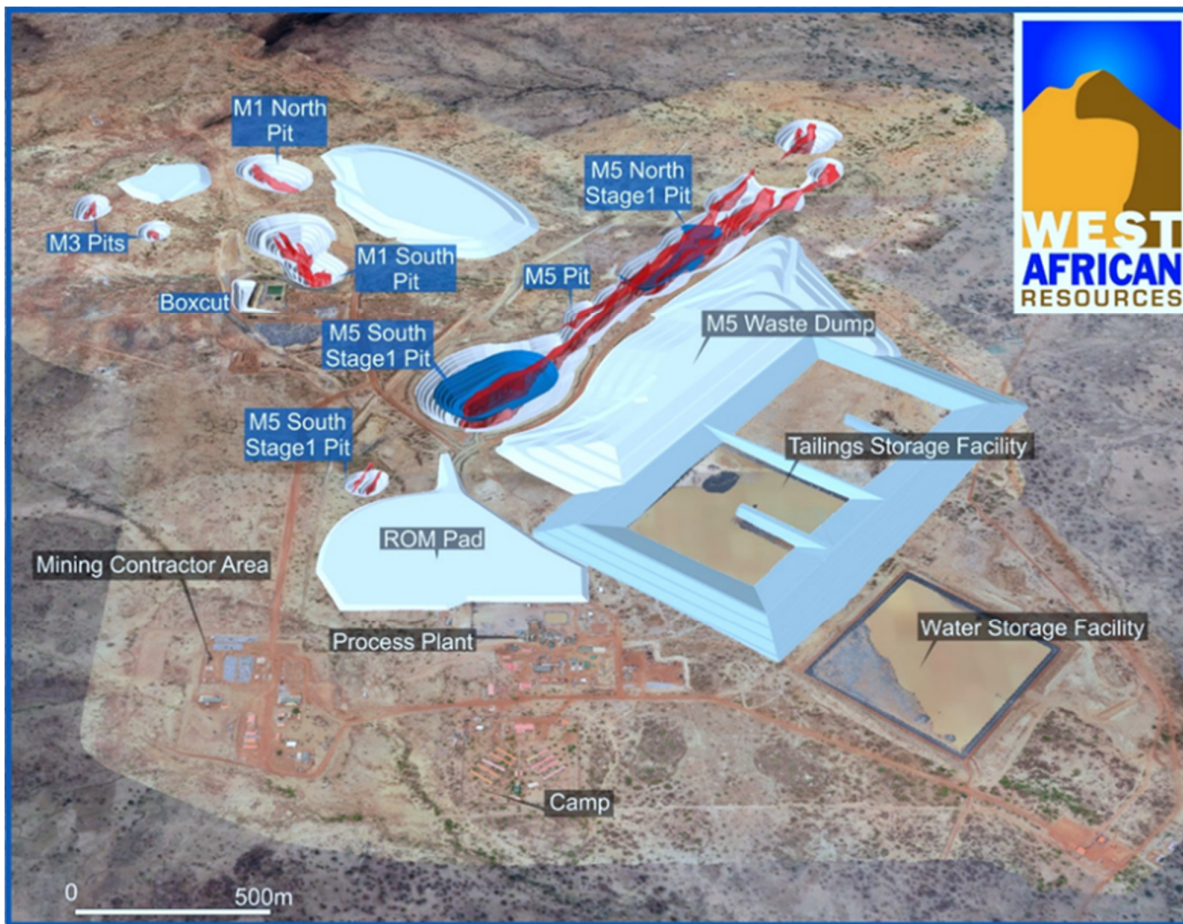 M1 North
Pit
WEST
AFRICAN
RESOURCES
M5 North
Stage1 Pit
M3 Pits
M1 South
Pit
M5 Pit
Boxcut
M5 South
Stage1 Pit
M5 Waste Dump
M5 South
Stage1 Pit
Tailings Storage Facility
ROM Pad
Mining Contractor Area
Process Plant
Water Storage Facility
Camp
0 500m